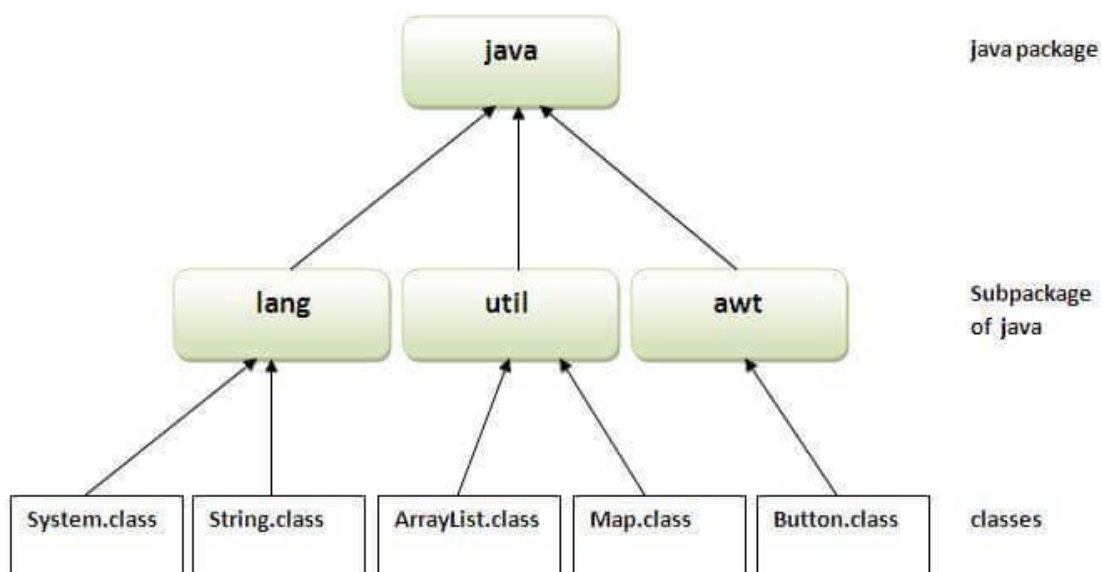 java
java package
lang
util
awt
Subpackage
of java
System.class
String.class
ArrayList.class
Map.class
Button.class
classes